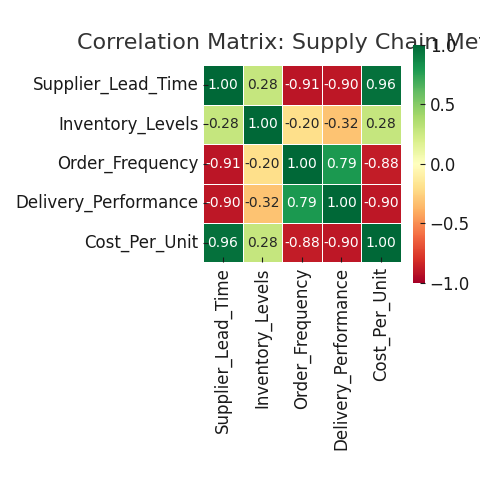 Correlation Matrix: Supply Chain Me
1.0
Supplier_Lead_Time 1.00 0.28 -0.91 -0.90 0.96
0.5
Inventory_Levels 0.28 1.00 -0.20 -0.32 0.28
Order_Frequency -0.91 -0.20 1.00 0.79 -0.88
0.0
Delivery_Performance -0.90 -0.32 0.79 1.00 -0.90
−0.5
Cost_Per_Unit 0.96 0.28 -0.88 -0.90 1.00
−1.0
Supplier_Lead_Time
Inventory_Levels
Order_Frequency
Delivery_Performance
Cost_Per_Unit